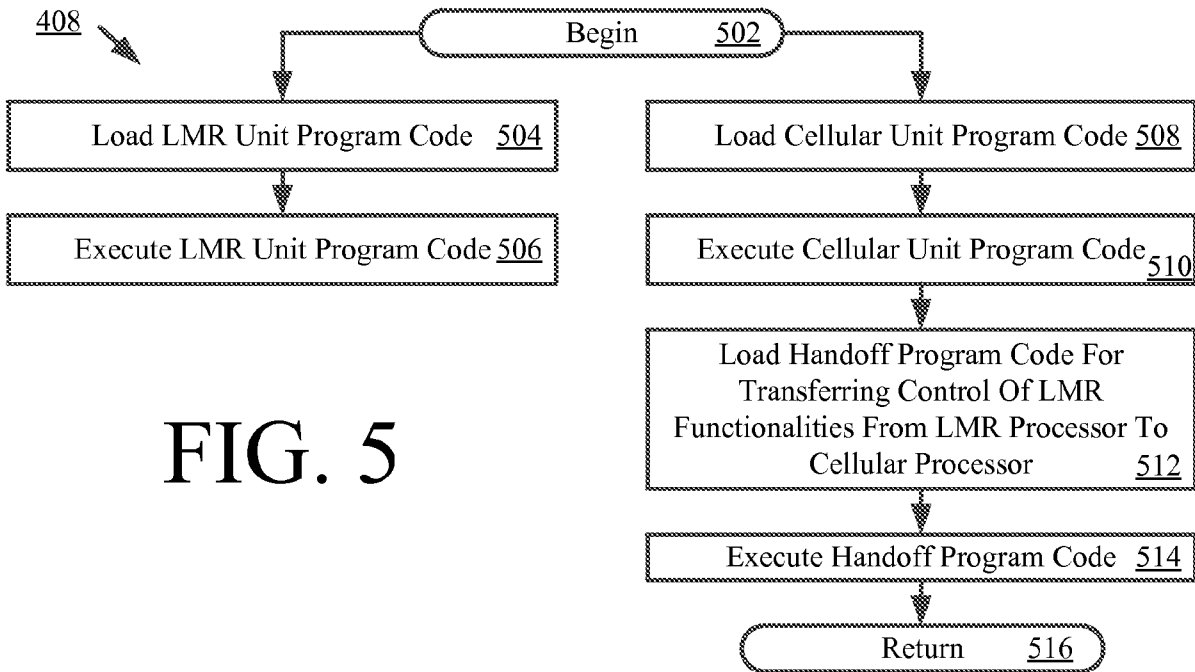 408
Begin 502
Load LMR Unit Program Code 504
Execute LMR Unit Program Code 506
Load Cellular Unit Program Code 508
Execute Cellular Unit Program Code 510
Load Handoff Program Code For
Transferring Control Of LMR
Functionalities From LMR Processor To
Cellular Processor 512
Execute Handoff Program Code 514
Return 516
FIG. 5